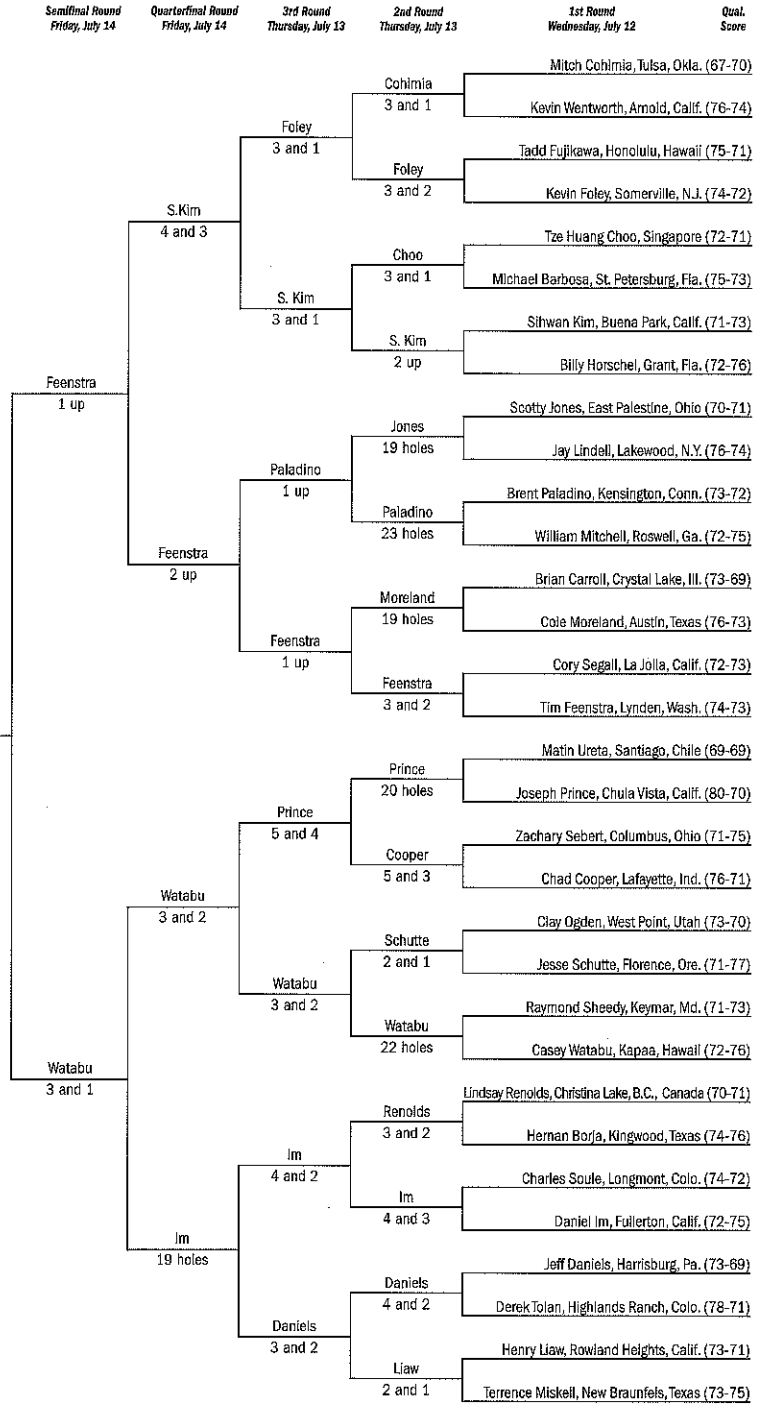 Semifinal Round
Friday, July 14
Quarterfinal Round
Friday, July 14
3rd Round
Thursday, July 13
2nd Round
Thursday, July 13
1st Round
Wednesday, July 12
Qual.
Score
Mitch Cohlmia, Tulsa, Okla. (67-70)
Cohlmia
3 and 1
Kevin Wentworth, Arnold, Calif. (76-74)
Foley
3 and 1
Tadd Fujikawa, Honolulu, Hawaii (75-71)
Foley
3 and 2
Kevin Foley, Somerville, N.J. (74-72)
S.Kim
4 and 3
Tze Huang Choo, Singapore (72-71)
Choo
3 and 1
Michael Barbosa, St. Petersburg, Fla. (75-73)
S. Kim
3 and 1
Sihwan Kim, Buena Park, Calif. (71-73)
S. Kim
2 up
Billy Horschel, Grant, Fla. (72-76)
Feenstra
1 up
Scotty Jones, East Palestine, Ohio (70-71)
Jones
19 holes
Jay Lindell, Lakewood, N.Y. (76-74)
Paladino
1 up
Brent Paladino, Kensington, Conn. (73-72)
Paladino
23 holes
William Mitchell, Roswell, Ga. (72-75)
Feenstra
2 up
Brian Carroll, Crystal Lake, Ill. (73-69)
Moreland
19 holes
Cole Moreland, Austin, Texas (76-73)
Feenstra
1 up
Cory Segall, La Jolla, Calif. (72-73)
Feenstra
3 and 2
Tim Feenstra, Lynden, Wash. (74-73)
Matin Ureta, Santiago, Chile (69-69)
Prince
20 holes
Joseph Prince, Chula Vista, Calif. (80-70)
Prince
5 and 4
Zachary Sebert, Columbus, Ohio (71-75)
Cooper
5 and 3
Chad Cooper, Lafayette, Ind. (76-71)
Watabu
3 and 2
Clay Ogden, West Point, Utah (73-70)
Schutte
2 and 1
Jesse Schutte, Florence, Ore. (71-77)
Watabu
3 and 2
Raymond Sheedy, Keymar, Md. (71-73)
Watabu
22 holes
Casey Watabu, Kapaa, Hawaii (72-76)
Watabu
3 and 1
Lindsay Renolds, Christina Lake, B.C., Canada (70-71)
Renolds
3 and 2
Hernan Borja, Kingwood, Texas (74-76)
Im
4 and 2
Charles Soule, Longmont, Colo. (74-72)
Im
4 and 3
Daniel Im, Fullerton, Calif. (72-75)
Im
19 holes
Jeff Daniels, Harrisburg, Pa. (73-69)
Daniels
4 and 2
Derek Tolan, Highlands Ranch, Colo. (78-71)
Daniels
3 and 2
Henry Liaw, Rowland Heights, Calif. (73-71)
Liaw
2 and 1
Terrence Miskell, New Braunfels, Texas (73-75)